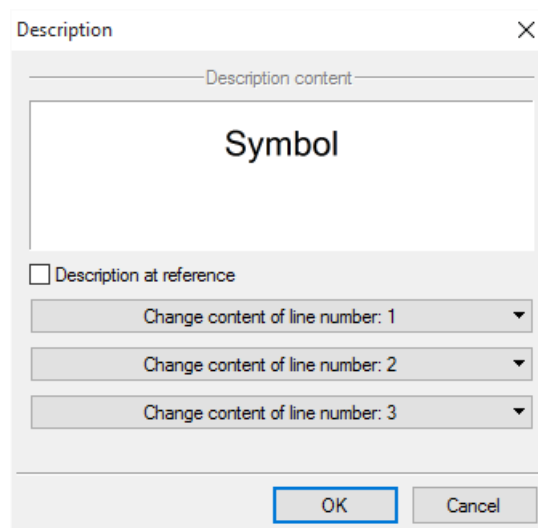 Description
Description content
Symbol
Description at reference
Change content of line number: 1
Change content of line number: 2
Change content of line number: 3
OK Cancel